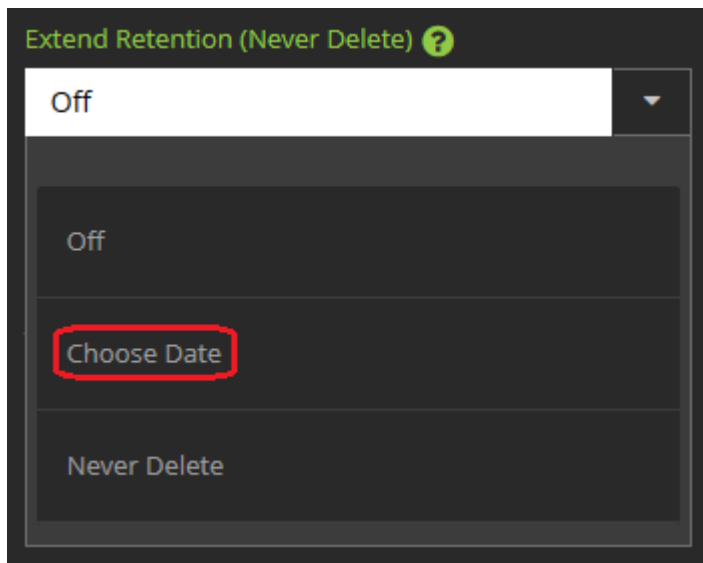 Extend Retention (Never Delete) ?
Off
Off
Choose Date
Never Delete